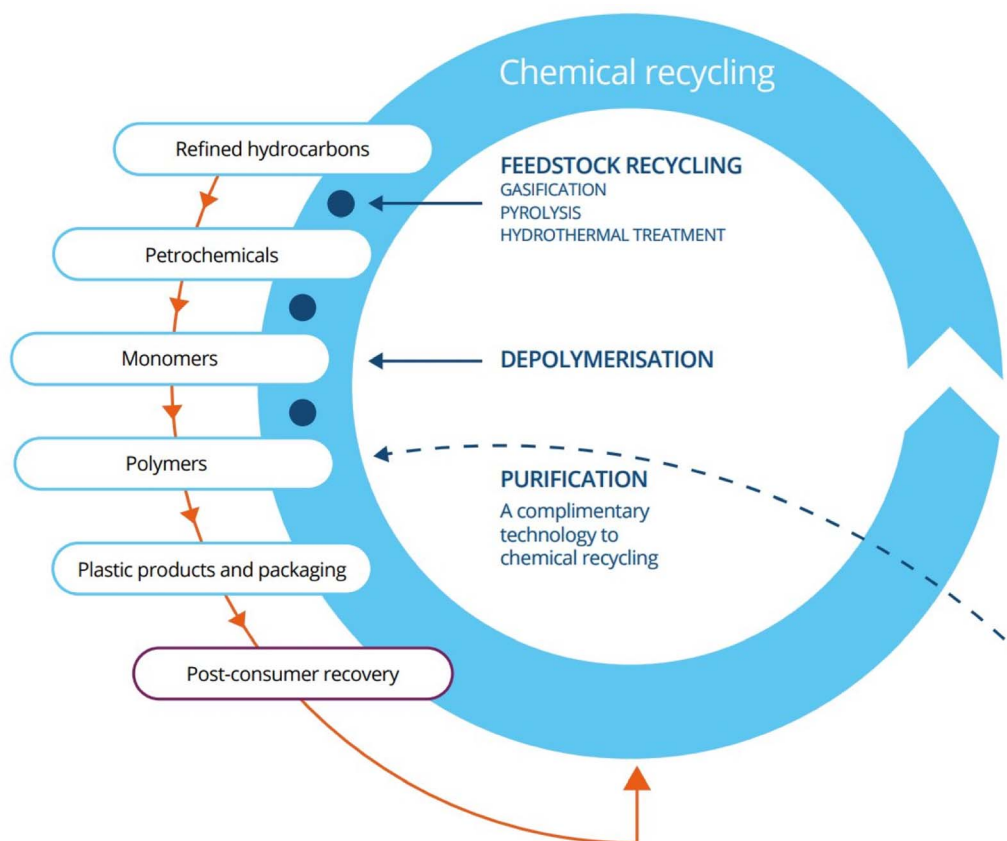 Chemical recycling
Refined hydrocarbons
Petrochemicals
Monomers
Polymers
Plastic products and packaging
Post-consumer recovery
FEEDSTOCK RECYCLING
GASIFICATION
PYROLYSIS
HYDROTHERMAL TREATMENT
DEPOLYMERISATION
PURIFICATION
A complimentary
technology to
chemical recycling